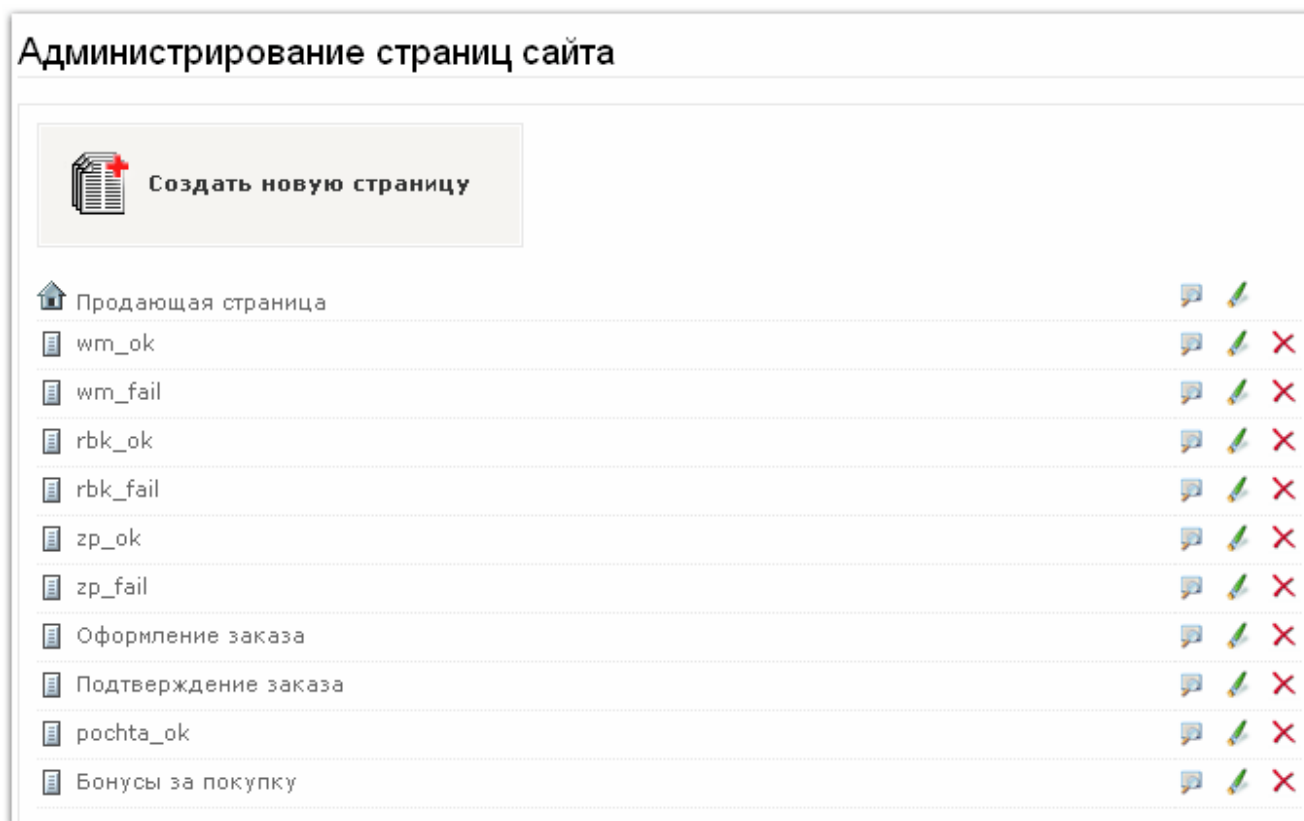 Администрирование страниц сайта
Создать новую страницу
Продающая страница
wm_ok
wm_fail
rbk_ok
rbk_fail
zp_ok
zp_fail
Оформление заказа
Подтверждение заказа
pochta_ok
Бонусы за покупку